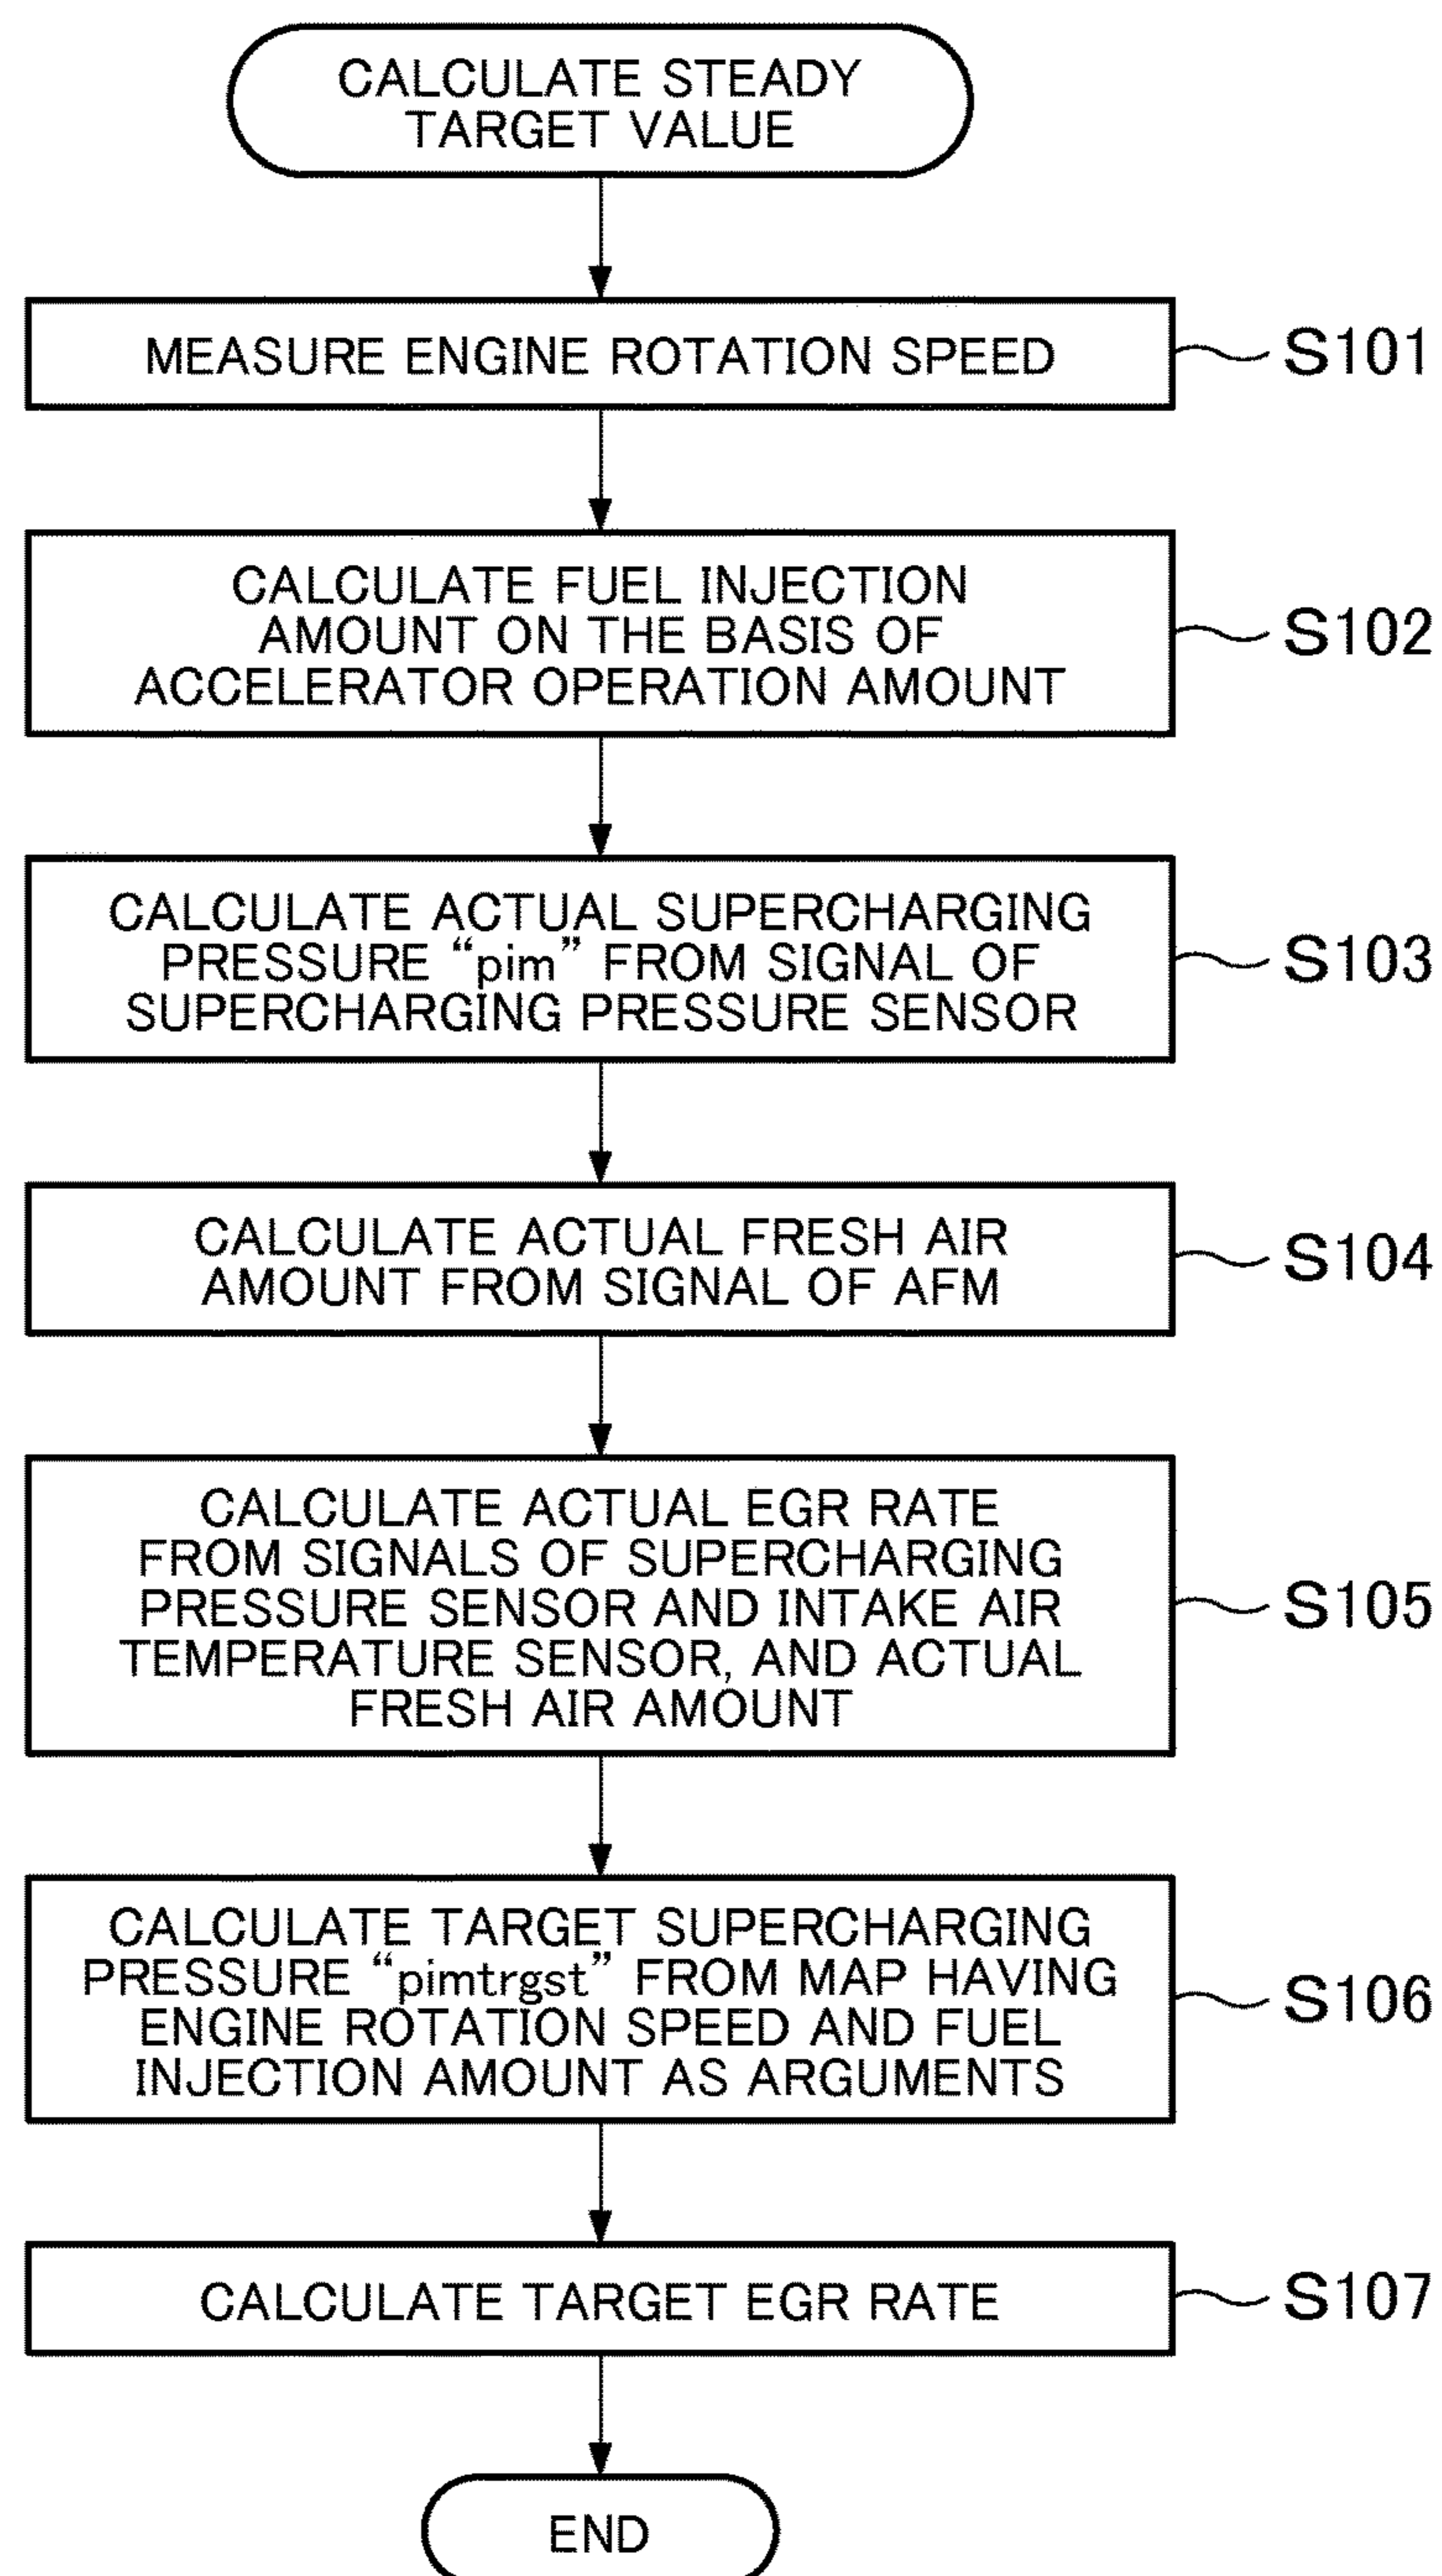 CALCULATE STEADY
TARGET VALUE
MEASURE ENGINE ROTATION SPEED
S101
CALCULATE FUEL INJECTION
AMOUNT ON THE BASIS OF
ACCELERATOR OPERATION AMOUNT
S102
CALCULATE ACTUAL SUPERCHARGING
PRESSURE “pim” FROM SIGNAL OF
SUPERCHARGING PRESSURE SENSOR
S103
CALCULATE ACTUAL FRESH AIR
AMOUNT FROM SIGNAL OF AFM
S104
CALCULATE ACTUAL EGR RATE
FROM SIGNALS OF SUPERCHARGING
PRESSURE SENSOR AND INTAKE AIR
TEMPERATURE SENSOR, AND ACTUAL
FRESH AIR AMOUNT
S105
CALCULATE TARGET SUPERCHARGING
PRESSURE “pimtrgst” FROM MAP HAVING
ENGINE ROTATION SPEED AND FUEL
INJECTION AMOUNT AS ARGUMENTS
S106
CALCULATE TARGET EGR RATE
S107
END